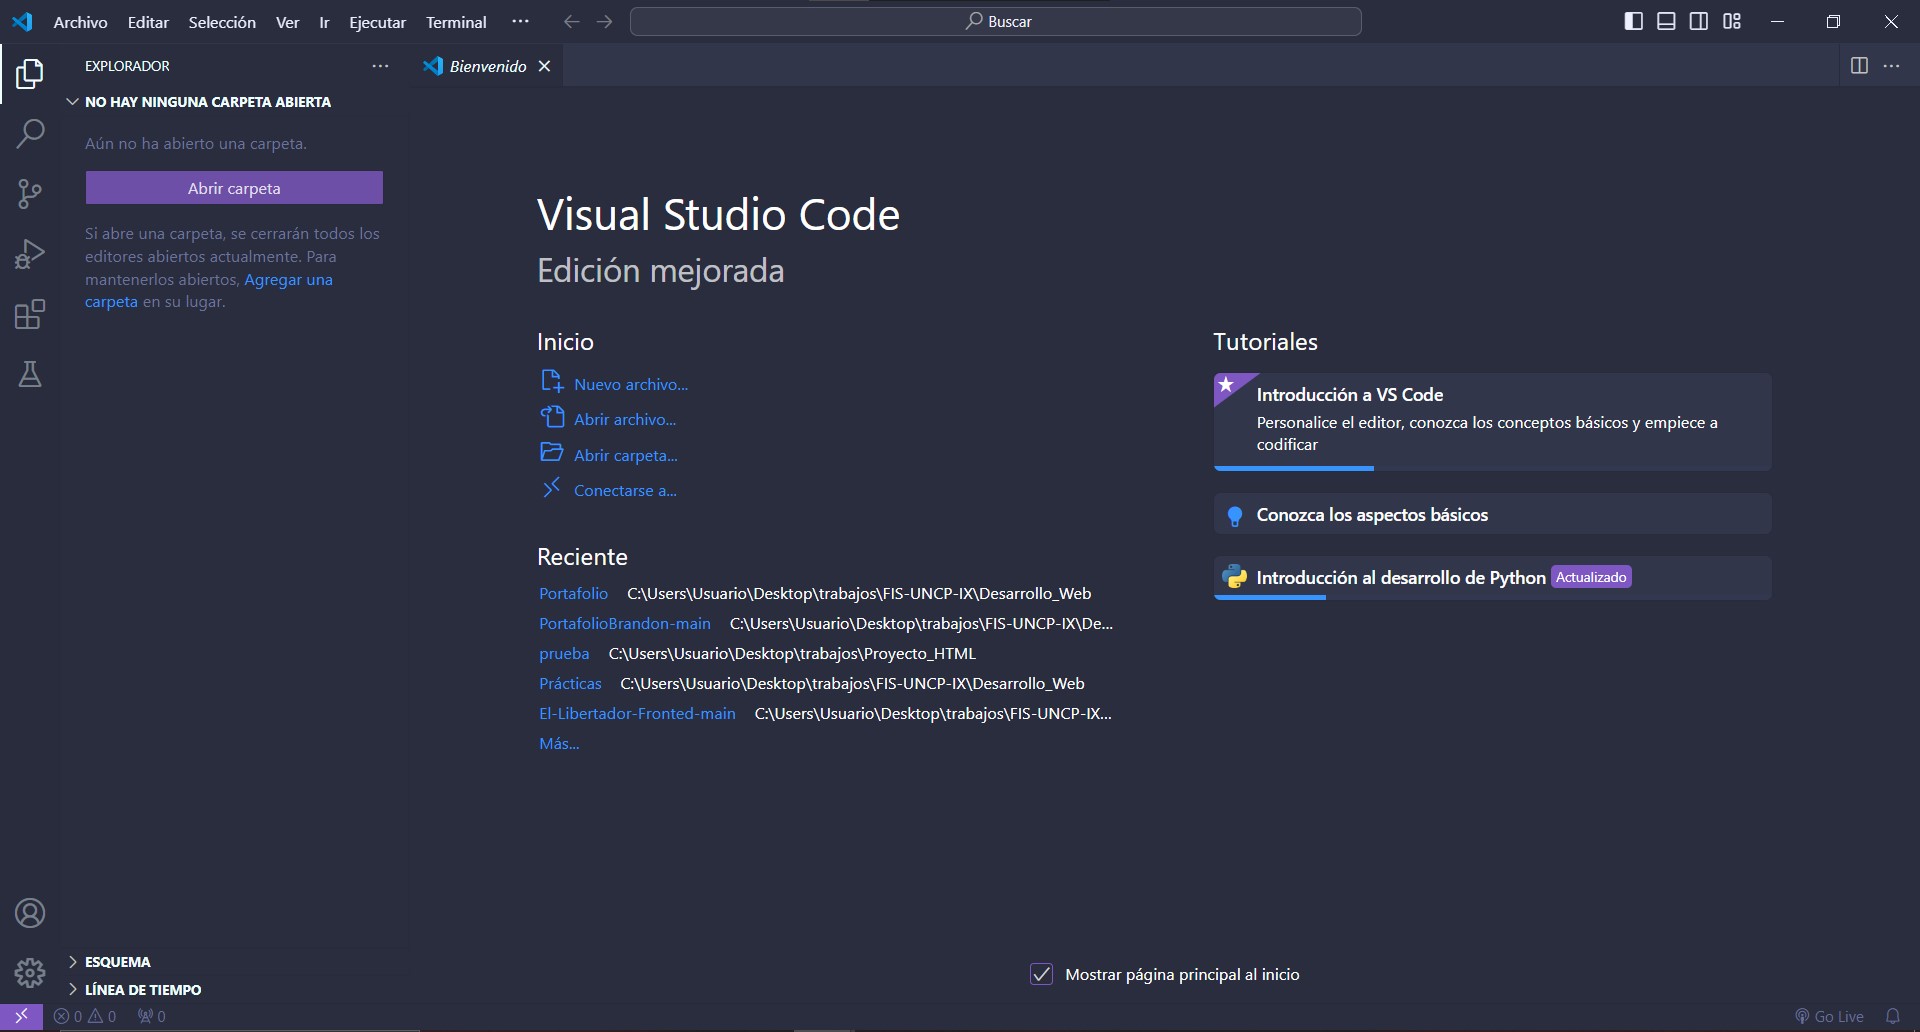 Archivo Editar Selección Ver Ir Ejecutar Terminal ··· Buscar
EXPLORADOR ···
NO HAY NINGUNA CARPETA ABIERTA
Aún no ha abierto una carpeta.
Abrir carpeta
Si abre una carpeta, se cerrarán todos los
editores abiertos actualmente. Para
mantenerlos abiertos, Agregar una
carpeta en su lugar.
ESQUEMA
LÍNEA DE TIEMPO
Bienvenido
Visual Studio Code
Edición mejorada
Inicio
Nuevo archivo...
Abrir archivo...
Abrir carpeta...
Conectarse a...
Reciente
Portafolio C:\Users\Usuario\Desktop\trabajos\FIS-UNCP-IX\Desarrollo_Web
PortafolioBrandon-main C:\Users\Usuario\Desktop\trabajos\FIS-UNCP-IX\De...
prueba C:\Users\Usuario\Desktop\trabajos\Proyecto_HTML
Prácticas C:\Users\Usuario\Desktop\trabajos\FIS-UNCP-IX\Desarrollo_Web
El-Libertador-Fronted-main C:\Users\Usuario\Desktop\trabajos\FIS-UNCP-IX...
Más...
Tutoriales
Introducción a VS Code
Personalice el editor, conozca los conceptos básicos y empiece a
codificar
Conozca los aspectos básicos
Introducción al desarrollo de Python Actualizado
Mostrar página principal al inicio
0 0 0 Go Live